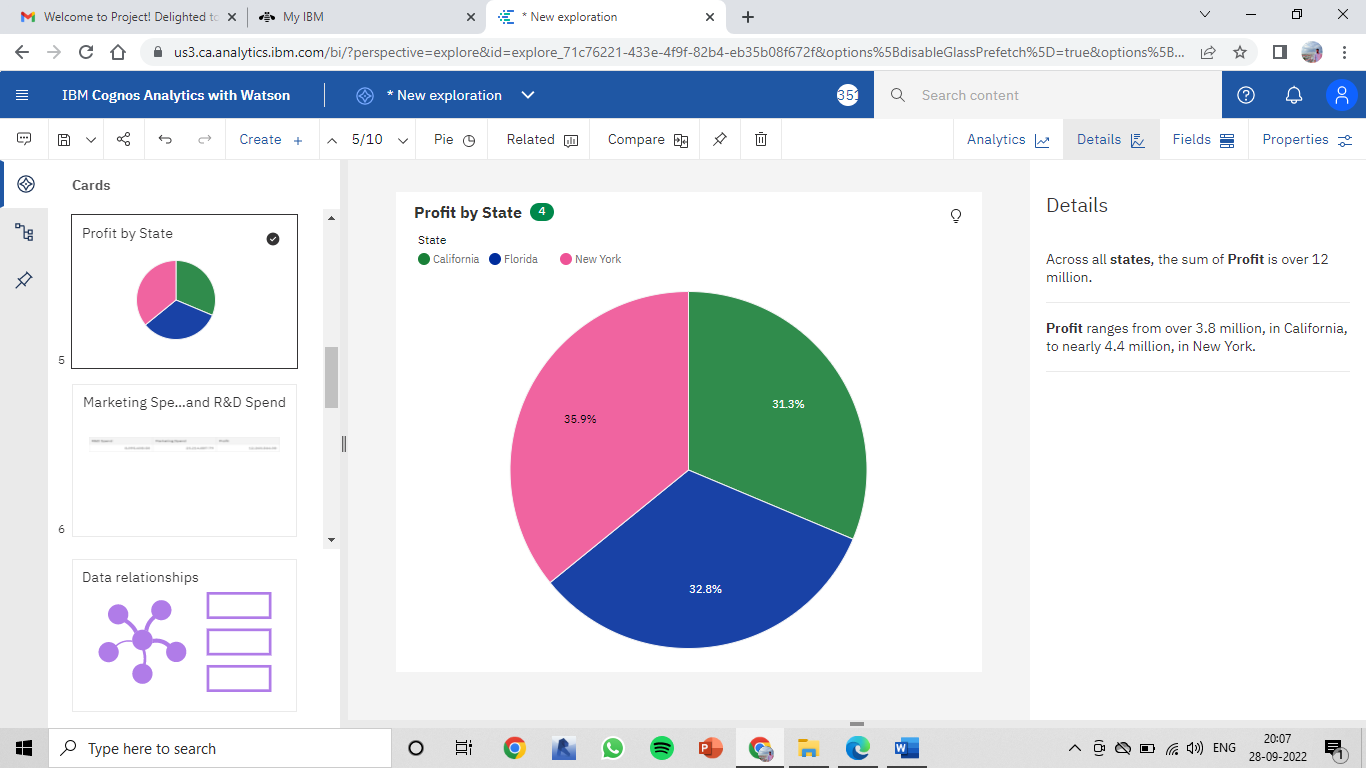 Welcome to Project! Delighted to
My IBM
* New exploration
us3.ca.analytics.ibm.com/bi/?perspective=explore&id=explore_71c76221-433e-4f9f-82b4-eb35b08f672f&options%5BdisableGlassPrefetch%5D=true&options%5B...
IBM Cognos Analytics with Watson
* New exploration
351
Search content
Create +
5/10
Pie
Related
Compare
Analytics
Details
Fields
Properties
Cards
Profit by State
5
Marketing Spe...and R&D Spend
6
Data relationships
Profit by State 4
State
California Florida New York
35.9%
31.3%
32.8%
Details
Across all states, the sum of Profit is over 12
million.
Profit ranges from over 3.8 million, in California,
to nearly 4.4 million, in New York.
Type here to search
ENG
20:07
28-09-2022
1